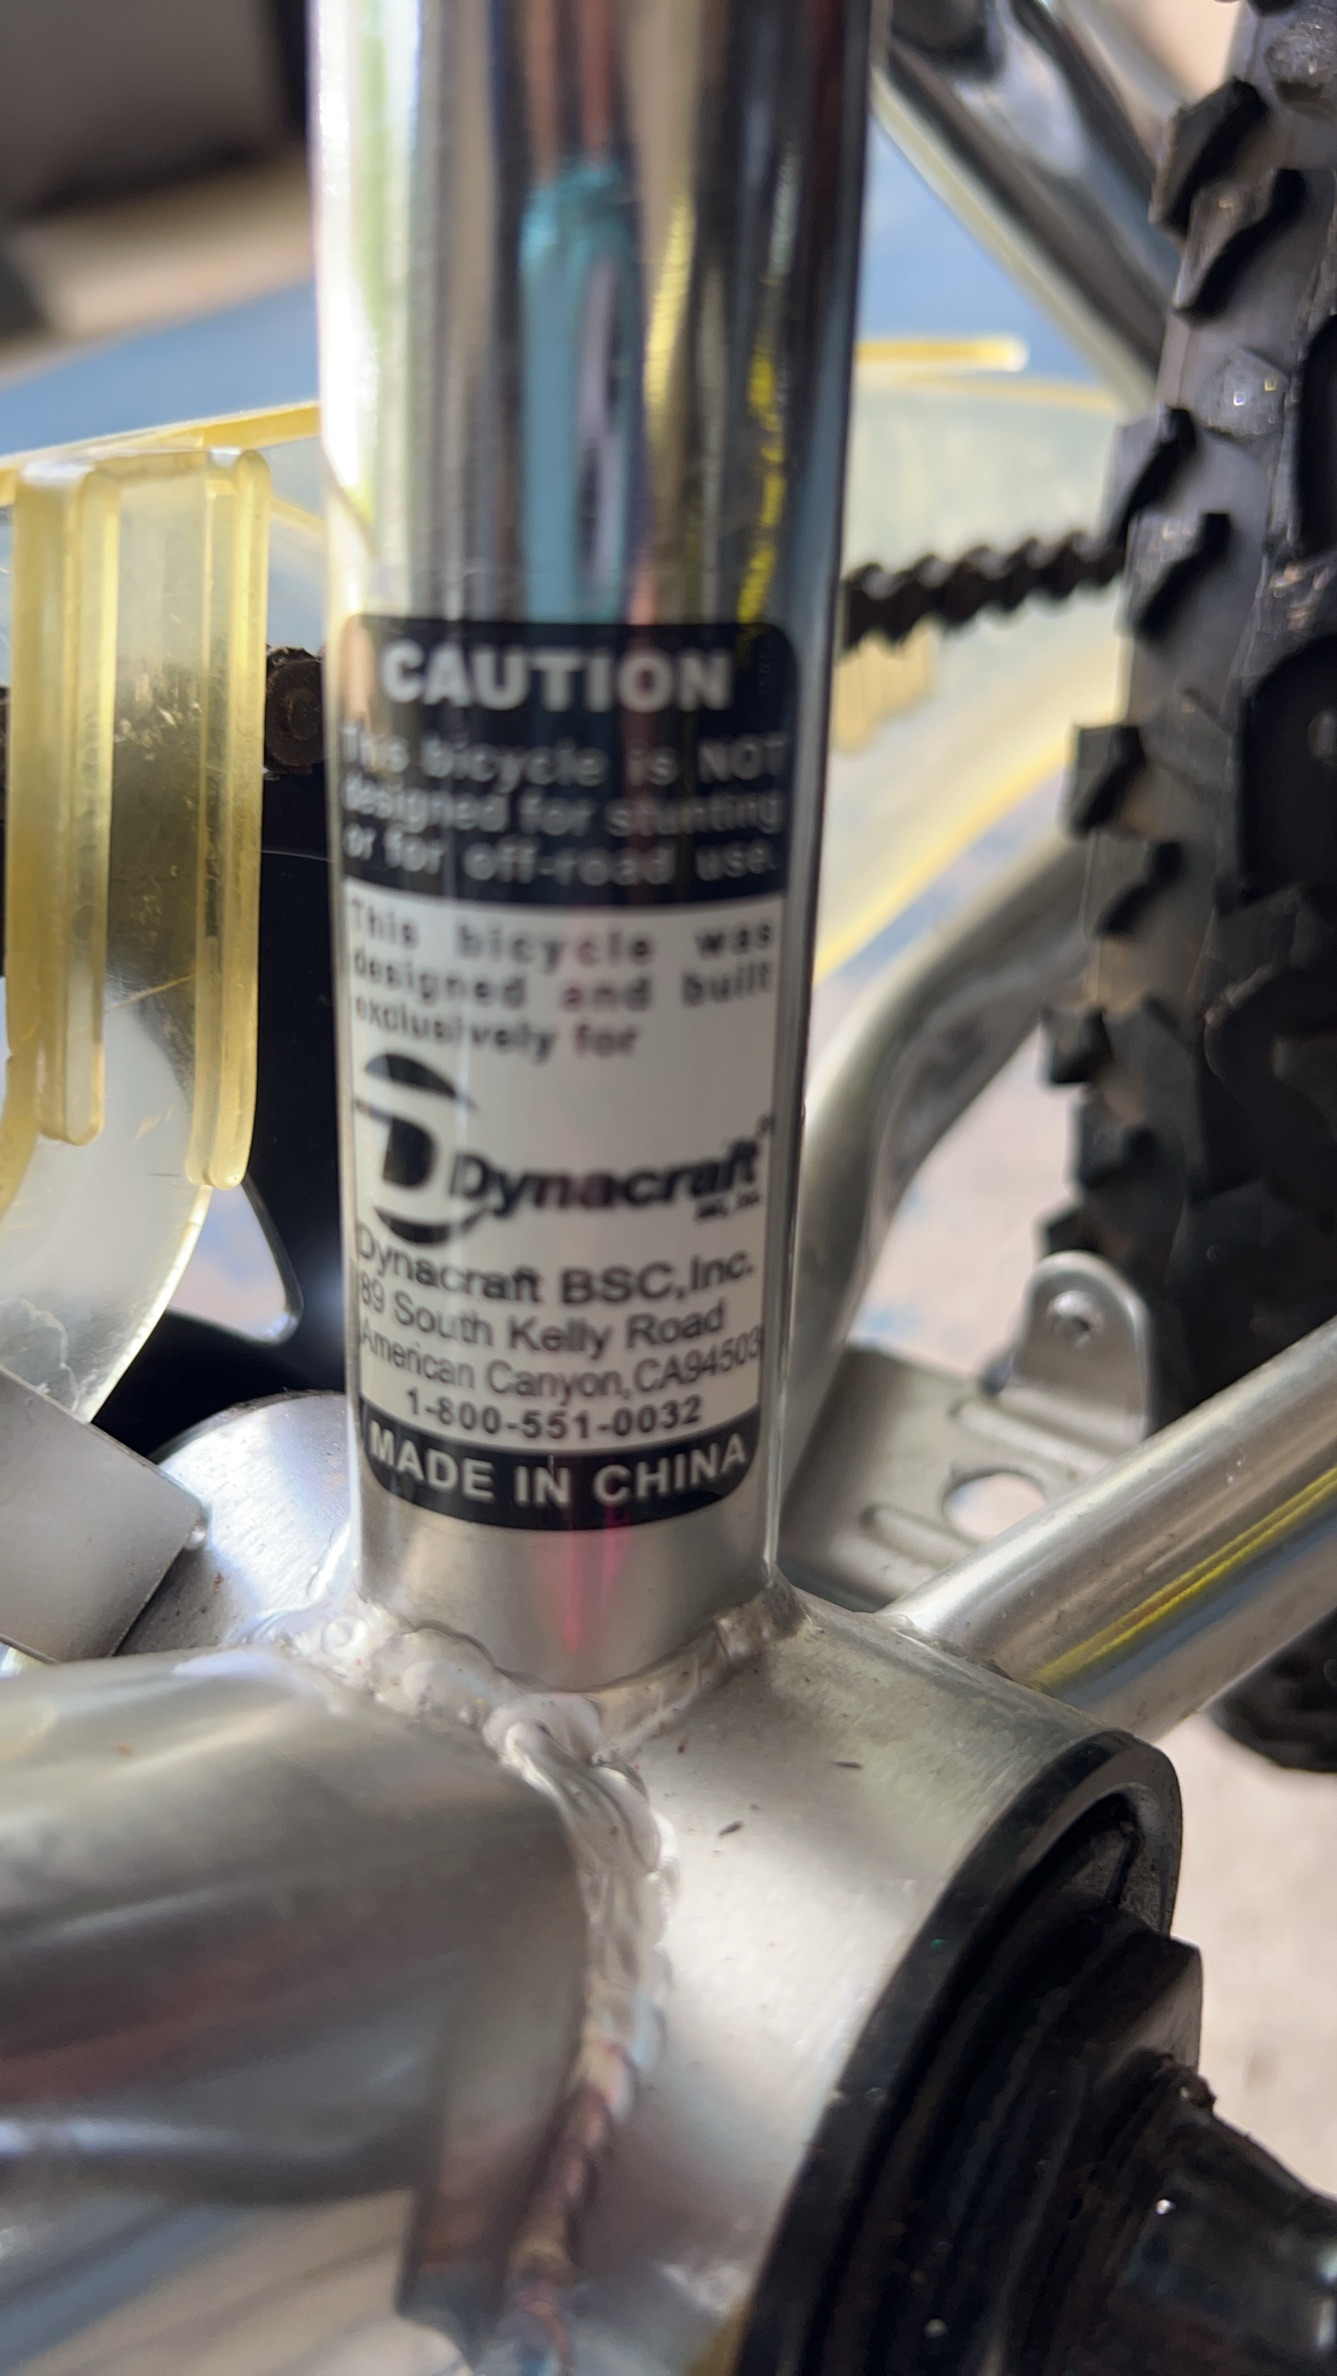 CAUTION
This bicycle is NOT
designed for stunting
or for off-road use.
This bicycle was
designed and built
exclusively for
Dynacraft
Dynacraft BSC,Inc.
89 South Kelly Road
American Canyon,CA94503
1-800-551-0032
MADE IN CHINA